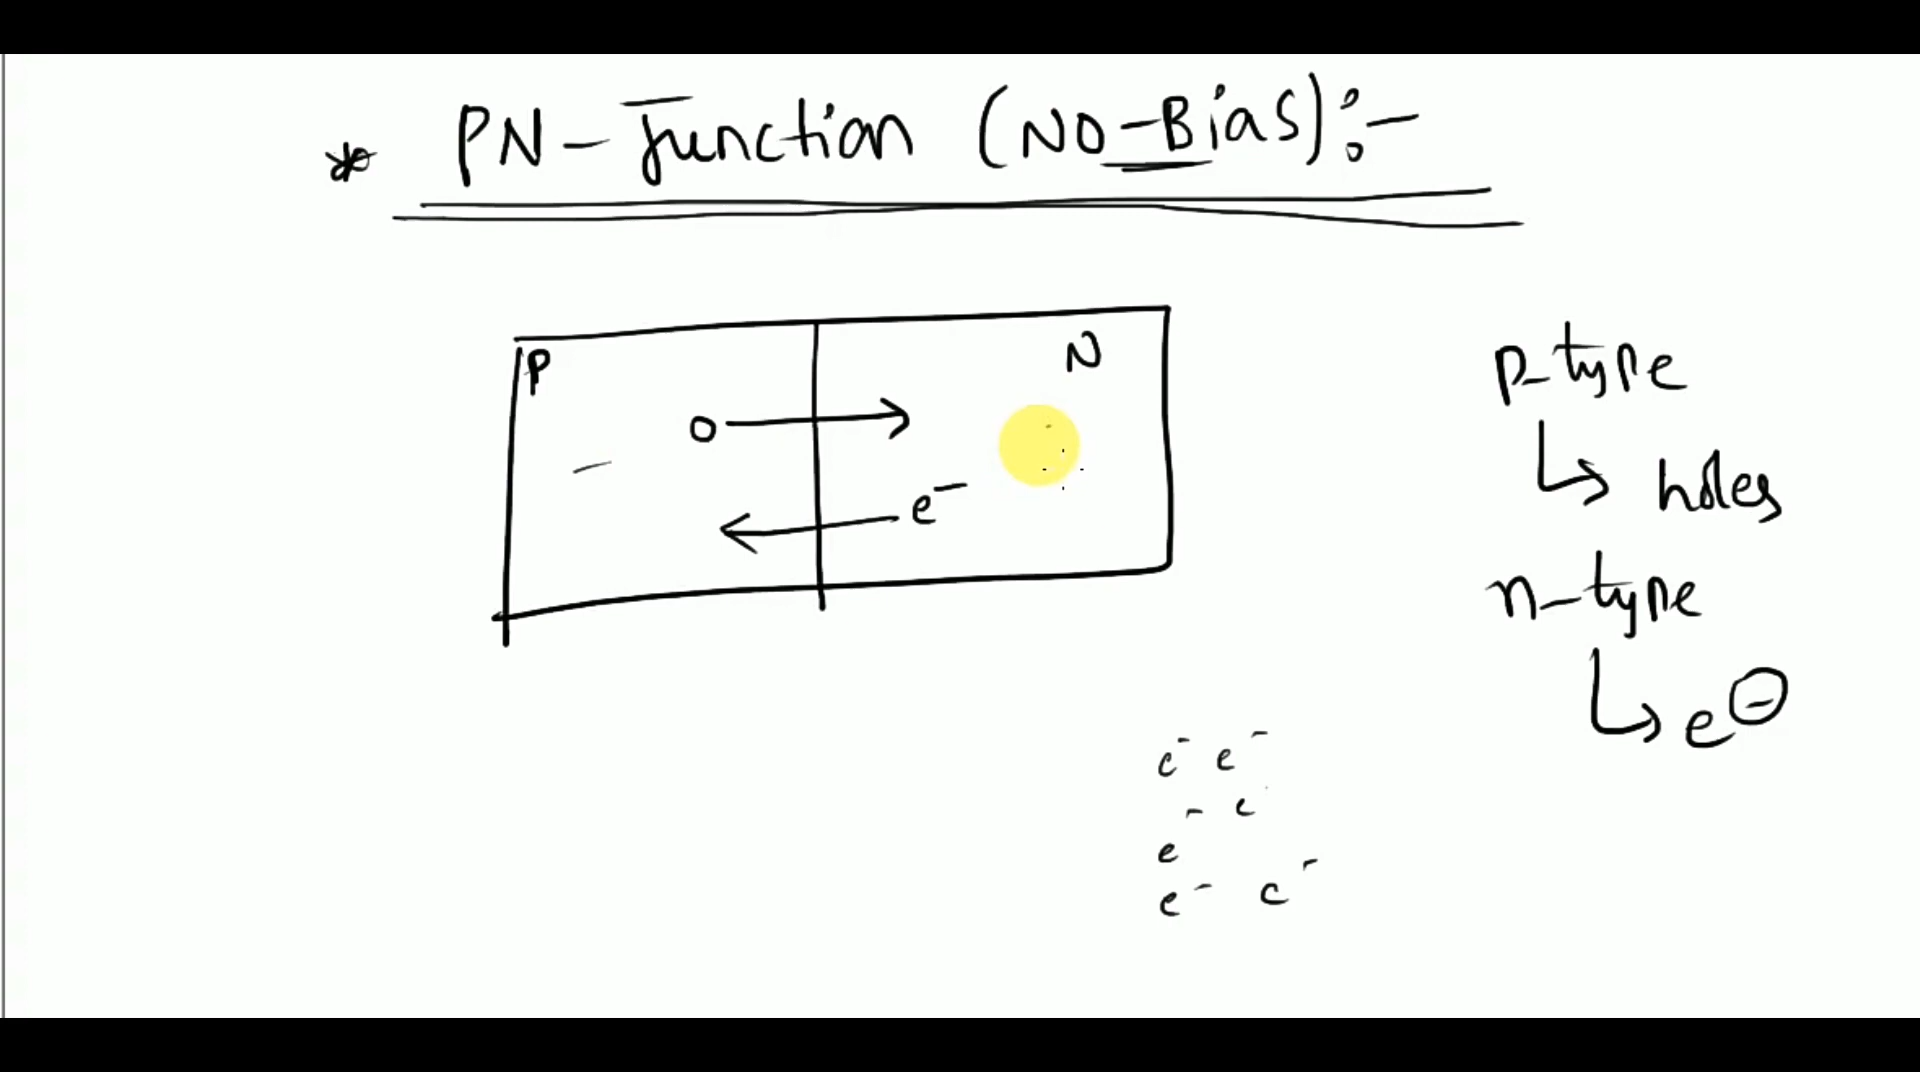 * PN-Junction (NO-Bias):-
P N
o
e⁻
p-type
↳ holes
n-type
↳ e⊖
e⁻ e⁻
⁻ e
e
e⁻ e⁻